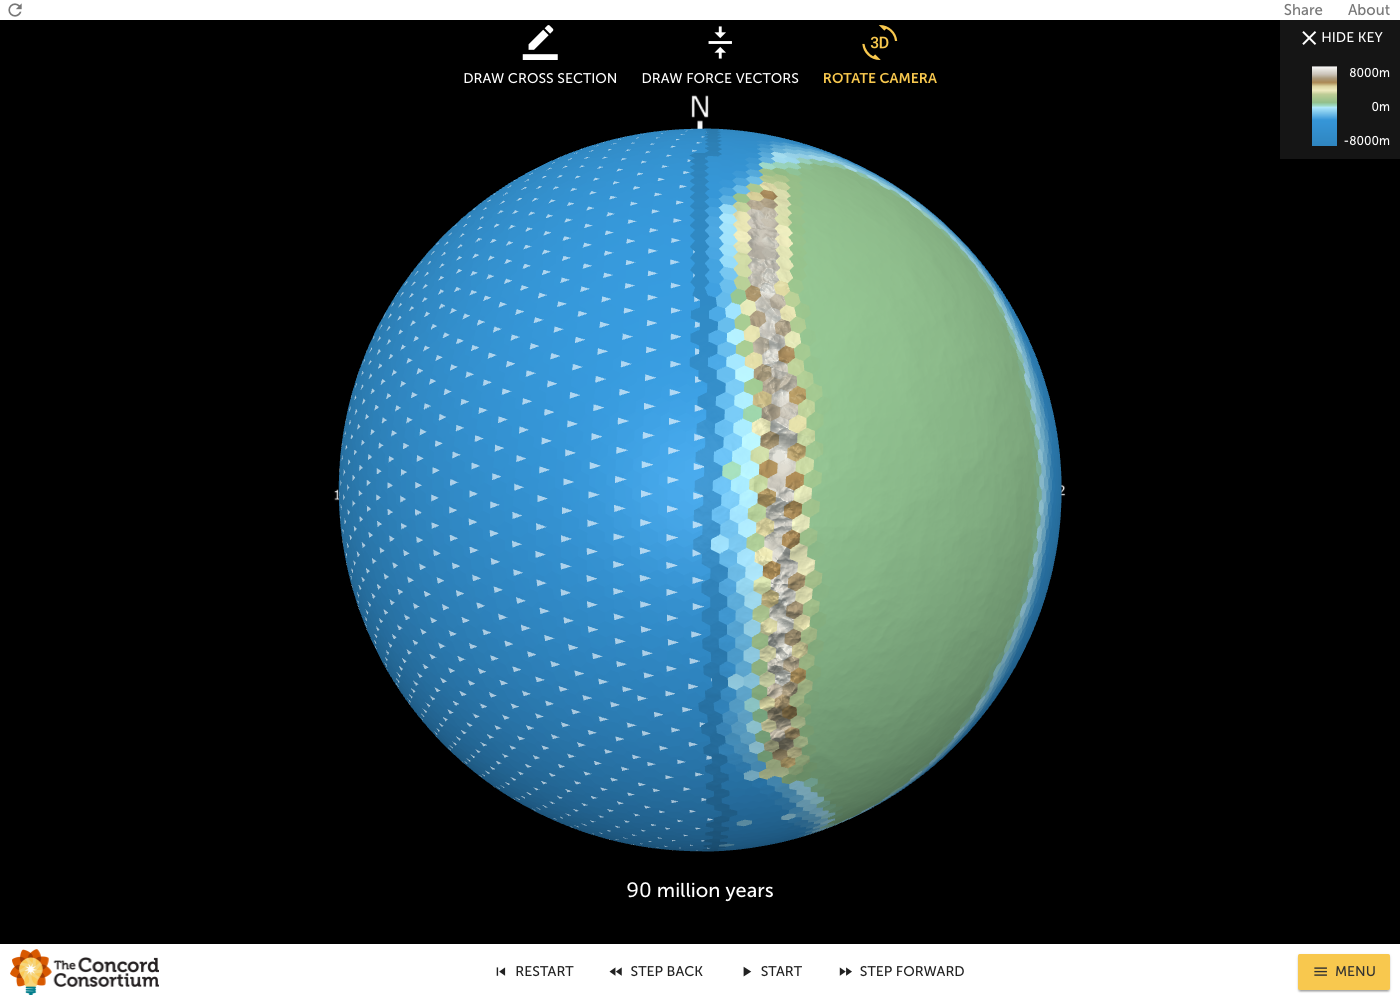 Share About
HIDE KEY
8000m
0m
-8000m
3D
DRAW CROSS SECTION DRAW FORCE VECTORS ROTATE CAMERA
N
1
2
90 million years
The Concord
Consortium
RESTART STEP BACK START STEP FORWARD MENU